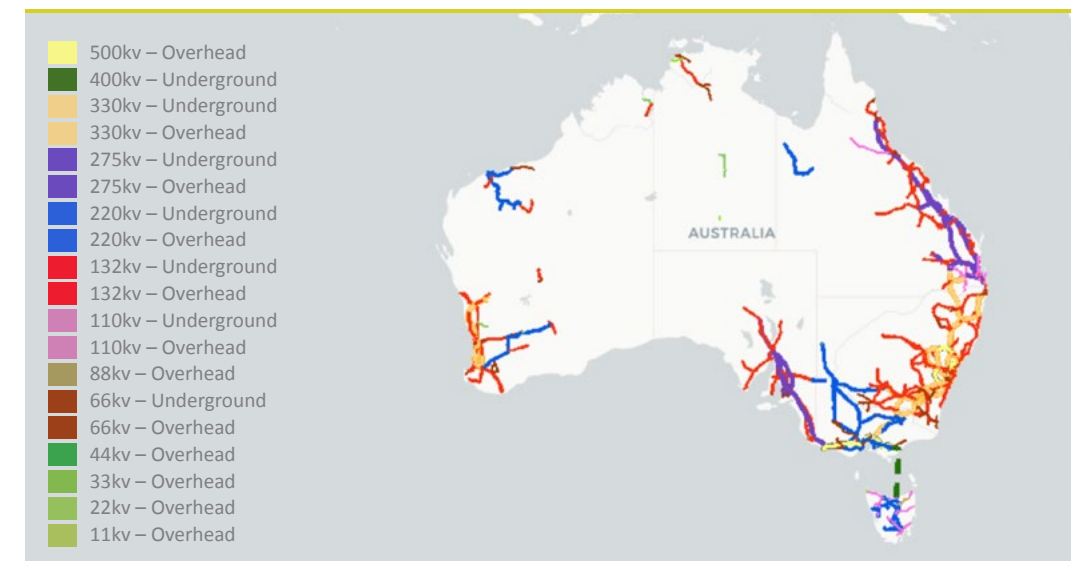 500kv – Overhead
400kv – Underground
330kv – Underground
330kv – Overhead
275kv – Underground
275kv – Overhead
220kv – Underground
220kv – Overhead
132kv – Underground
132kv – Overhead
110kv – Underground
110kv – Overhead
88kv – Overhead
66kv – Underground
66kv – Overhead
44kv – Overhead
33kv – Overhead
22kv – Overhead
11kv – Overhead
AUSTRALIA